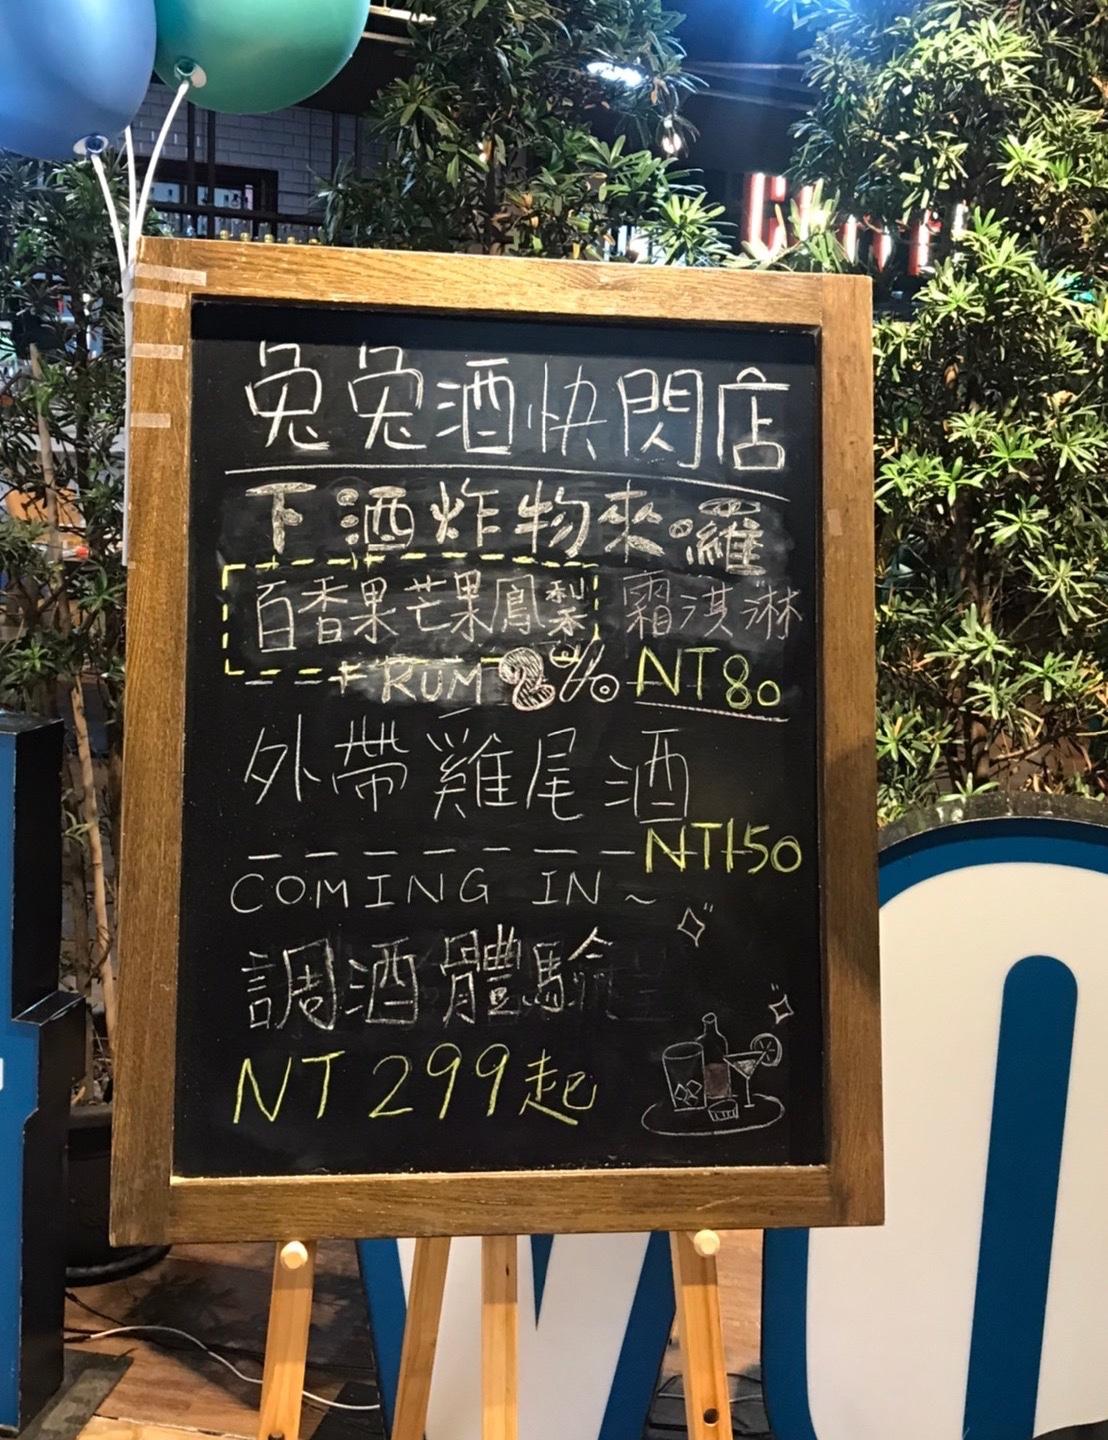 兔兔酒快閃店
下酒炸物來囉
百香果芒果鳳梨 霜淇淋
+RUM 2% NT80
外帶雞尾酒
NT150
COMING IN~
調酒體驗
NT 299起